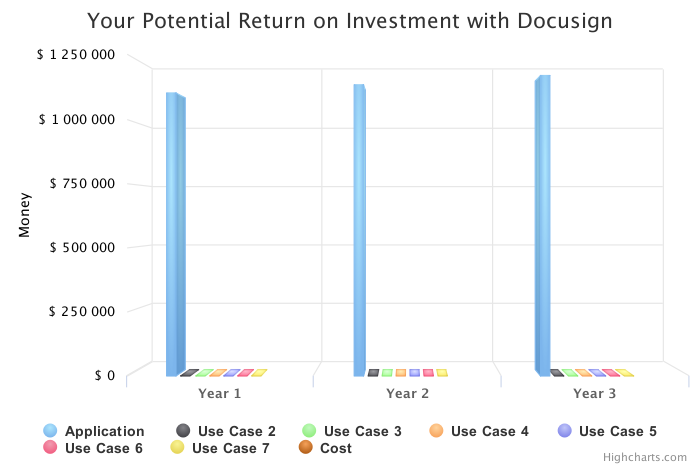 Your Potential Return on Investment with Docusign
$ 1 250 000
$ 1 000 000
$ 750 000
$ 500 000
$ 250 000
$ 0
Money
Year 1
Year 2
Year 3
Application Use Case 2 Use Case 3 Use Case 4 Use Case 5
Use Case 6 Use Case 7 Cost
Highcharts.com